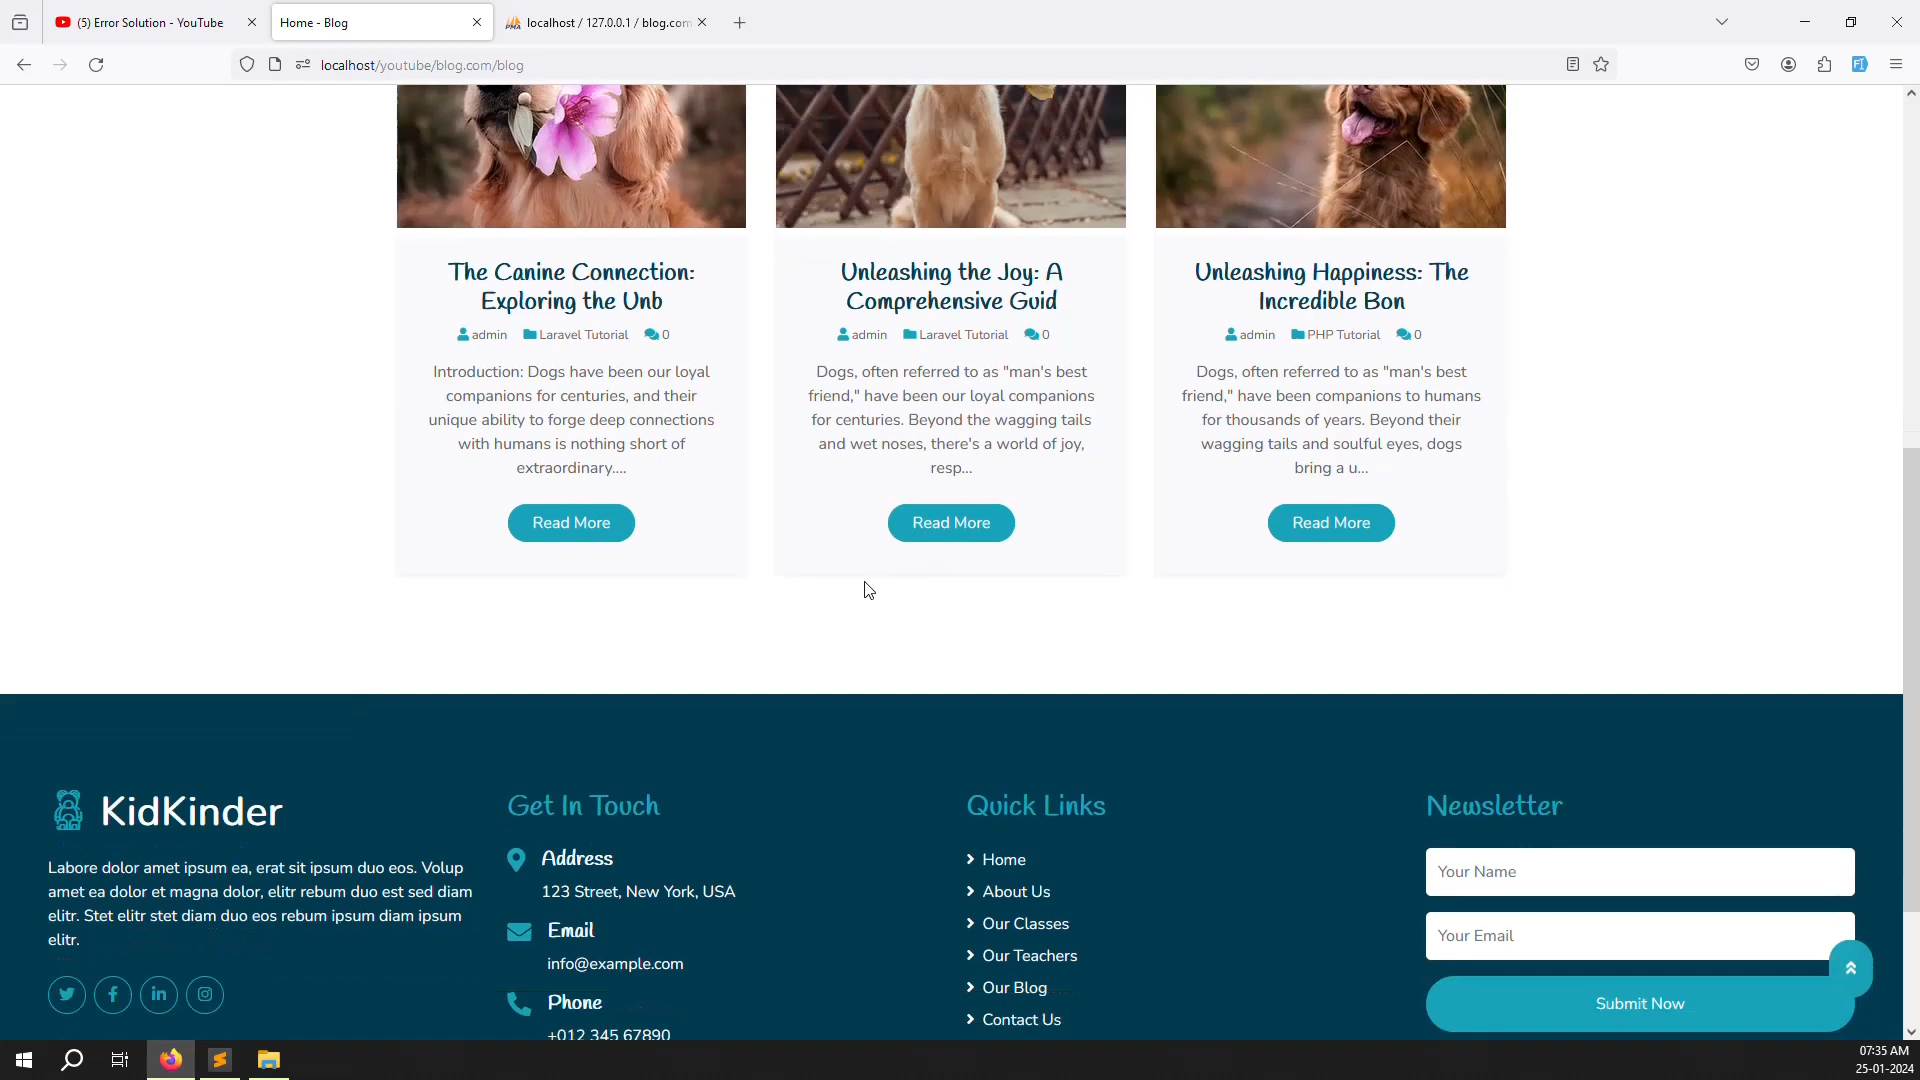 (5) Error Solution - YouTube
Home - Blog
localhost / 127.0.0.1 / blog.com
localhost/youtube/blog.com/blog
The Canine Connection:
Exploring the Unb
admin Laravel Tutorial 0
Introduction: Dogs have been our loyal
companions for centuries, and their
unique ability to forge deep connections
with humans is nothing short of
extraordinary....
Read More
Unleashing the Joy: A
Comprehensive Guid
admin Laravel Tutorial 0
Dogs, often referred to as "man's best
friend," have been our loyal companions
for centuries. Beyond the wagging tails
and wet noses, there's a world of joy,
resp...
Read More
Unleashing Happiness: The
Incredible Bon
admin PHP Tutorial 0
Dogs, often referred to as "man's best
friend," have been companions to humans
for thousands of years. Beyond their
wagging tails and soulful eyes, dogs
bring a u...
Read More
KidKinder
Labore dolor amet ipsum ea, erat sit ipsum duo eos. Volup
amet ea dolor et magna dolor, elitr rebum duo est sed diam
elitr. Stet elitr stet diam duo eos rebum ipsum diam ipsum
elitr.
Get In Touch
Address
123 Street, New York, USA
Email
info@example.com
Phone
+012 345 67890
Quick Links
Home
About Us
Our Classes
Our Teachers
Our Blog
Contact Us
Newsletter
Your Name
Your Email
Submit Now
07:35 AM
25-01-2024